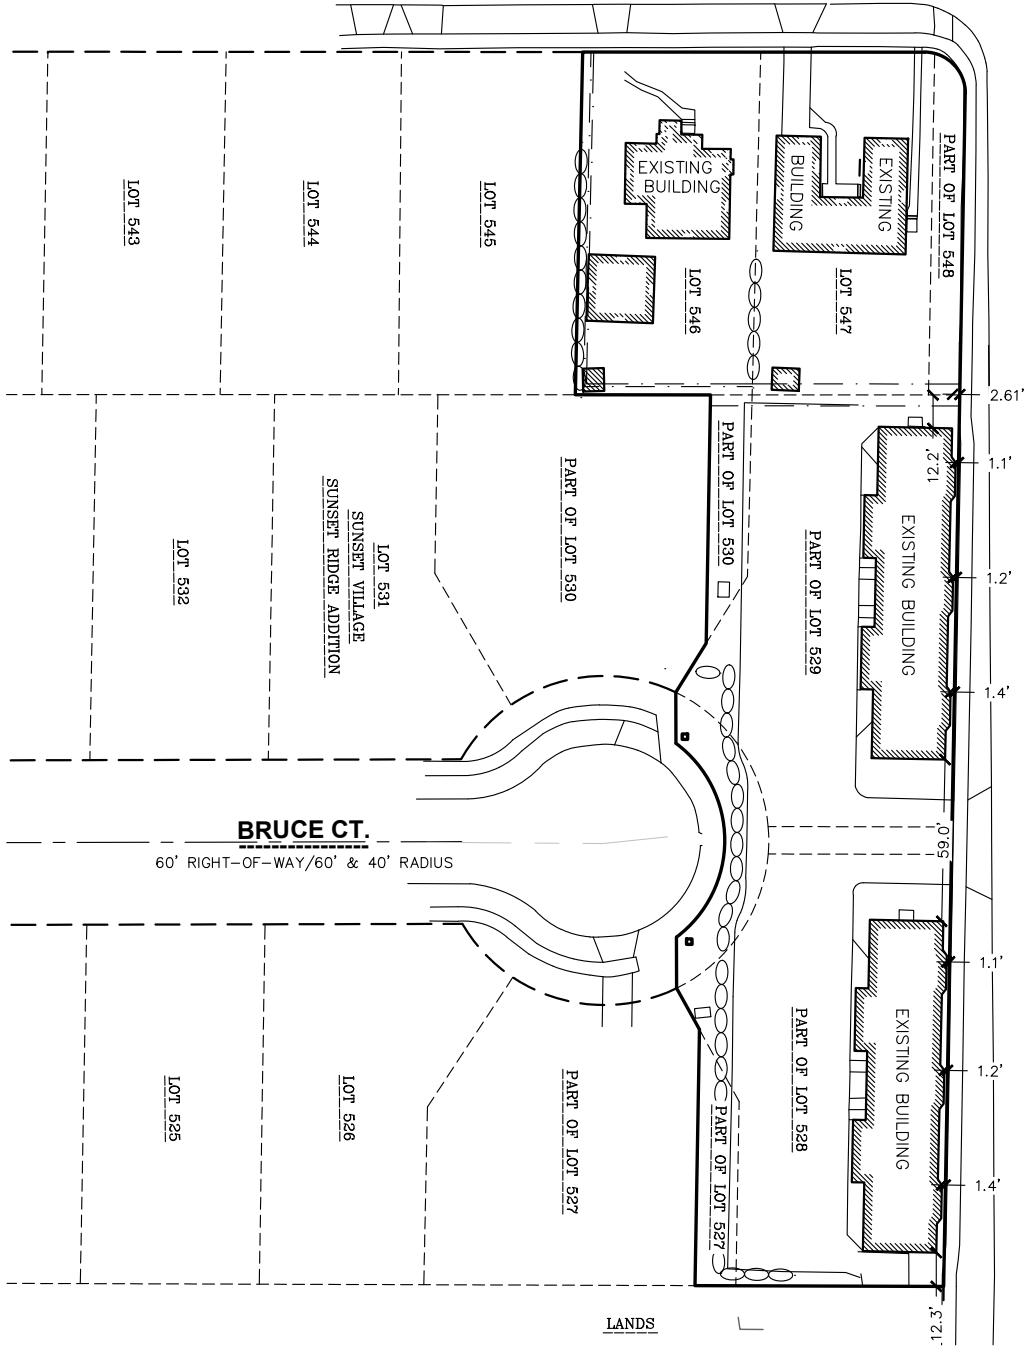 LOT 543
LOT 544
LOT 545
EXISTING
BUILDING
EXISTING
BUILDING
PART OF LOT 548
LOT 546
LOT 547
2.61'
12.2'
1.1'
1.2'
1.4'
EXISTING BUILDING
PART OF LOT 529
PART OF LOT 530
PART OF LOT 530
LOT 531
SUNSET VILLAGE
SUNSET RIDGE ADDITION
LOT 532
BRUCE CT.
60' RIGHT-OF-WAY/60' & 40' RADIUS
59.0'
1.1'
1.2'
1.4'
EXISTING BUILDING
PART OF LOT 528
PART OF LOT 527
PART OF LOT 527
LOT 526
LOT 525
12.3'
LANDS